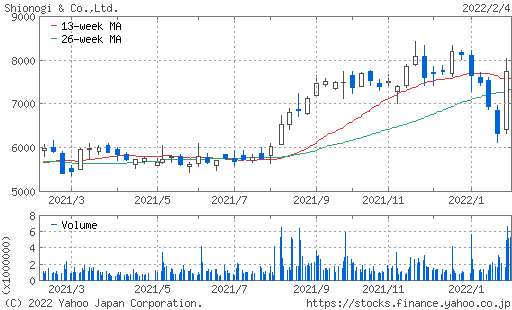 Shionogi & Co.,Ltd. 2022/2/4
9000
13-week MA
26-week MA
8000
7000
6000
5000
2021/3 2021/5 2021/7 2021/9 2021/11 2022/1
8
Volume
6
4
2
0
(x1000000)
2021/3 2021/5 2021/7 2021/9 2021/11 2022/1
(C) 2022 Yahoo Japan Corporation. https://stocks.finance.yahoo.co.jp/